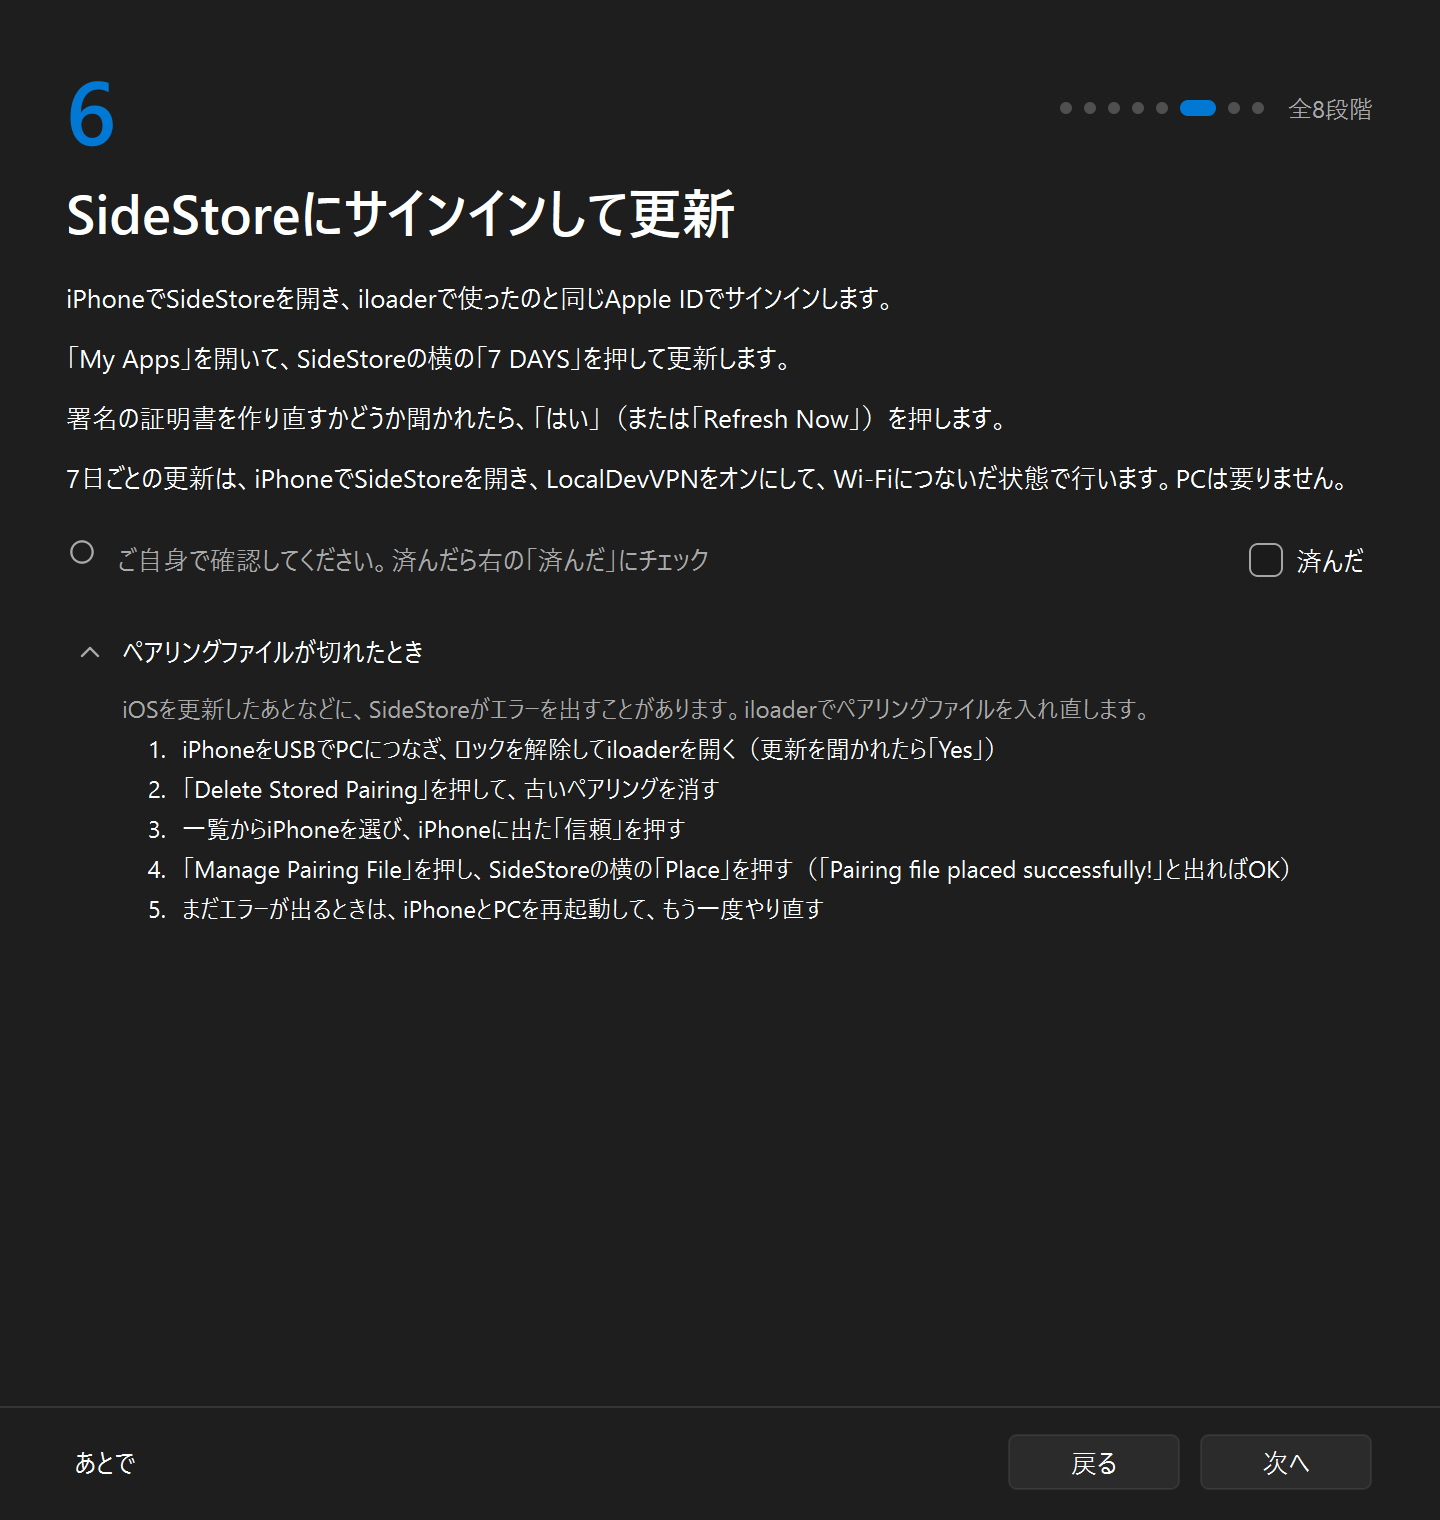 6
全8段階
SideStoreにサインインして更新
iPhoneでSideStoreを開き、iloaderで使ったのと同じApple IDでサインインします。
「My Apps」を開いて、SideStoreの横の「7 DAYS」を押して更新します。
署名の証明書を作り直すかどうか聞かれたら、「はい」（または「Refresh Now」）を押します。
7日ごとの更新は、iPhoneでSideStoreを開き、LocalDevVPNをオンにして、Wi-Fiにつないだ状態で行います。PCは要りません。
ご自身で確認してください。済んだら右の「済んだ」にチェック
済んだ
ペアリングファイルが切れたとき
iOSを更新したあとなどに、SideStoreがエラーを出すことがあります。iloaderでペアリングファイルを入れ直します。
1. iPhoneをUSBでPCにつなぎ、ロックを解除してiloaderを開く（更新を聞かれたら「Yes」）
2. 「Delete Stored Pairing」を押して、古いペアリングを消す
3. 一覧からiPhoneを選び、iPhoneに出た「信頼」を押す
4. 「Manage Pairing File」を押し、SideStoreの横の「Place」を押す（「Pairing file placed successfully!」と出ればOK）
5. まだエラーが出るときは、iPhoneとPCを再起動して、もう一度やり直す
あとで
戻る
次へ